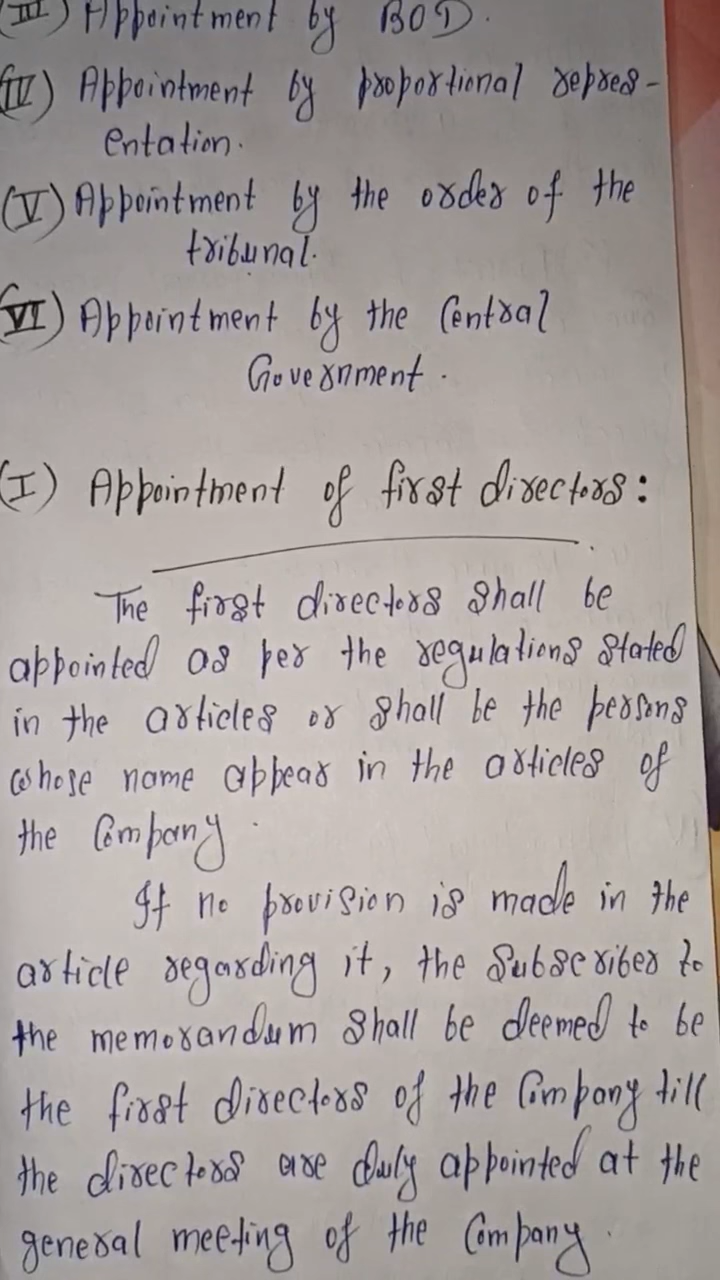 (III) Appointment by BOD.
(IV) Appointment by proportional repres-
entation.
(V) Appointment by the order of the
tribunal.
(VI) Appointment by the Central
Government.
(I) Appointment of first directors:
The first directors shall be
appointed as per the regulations stated
in the articles or shall be the persons
whose name appear in the articles of
the Company.
If no provision is made in the
article regarding it, the Subscriber to
the memorandum shall be deemed to be
the first directors of the Company till
the directors are duly appointed at the
general meeting of the Company.